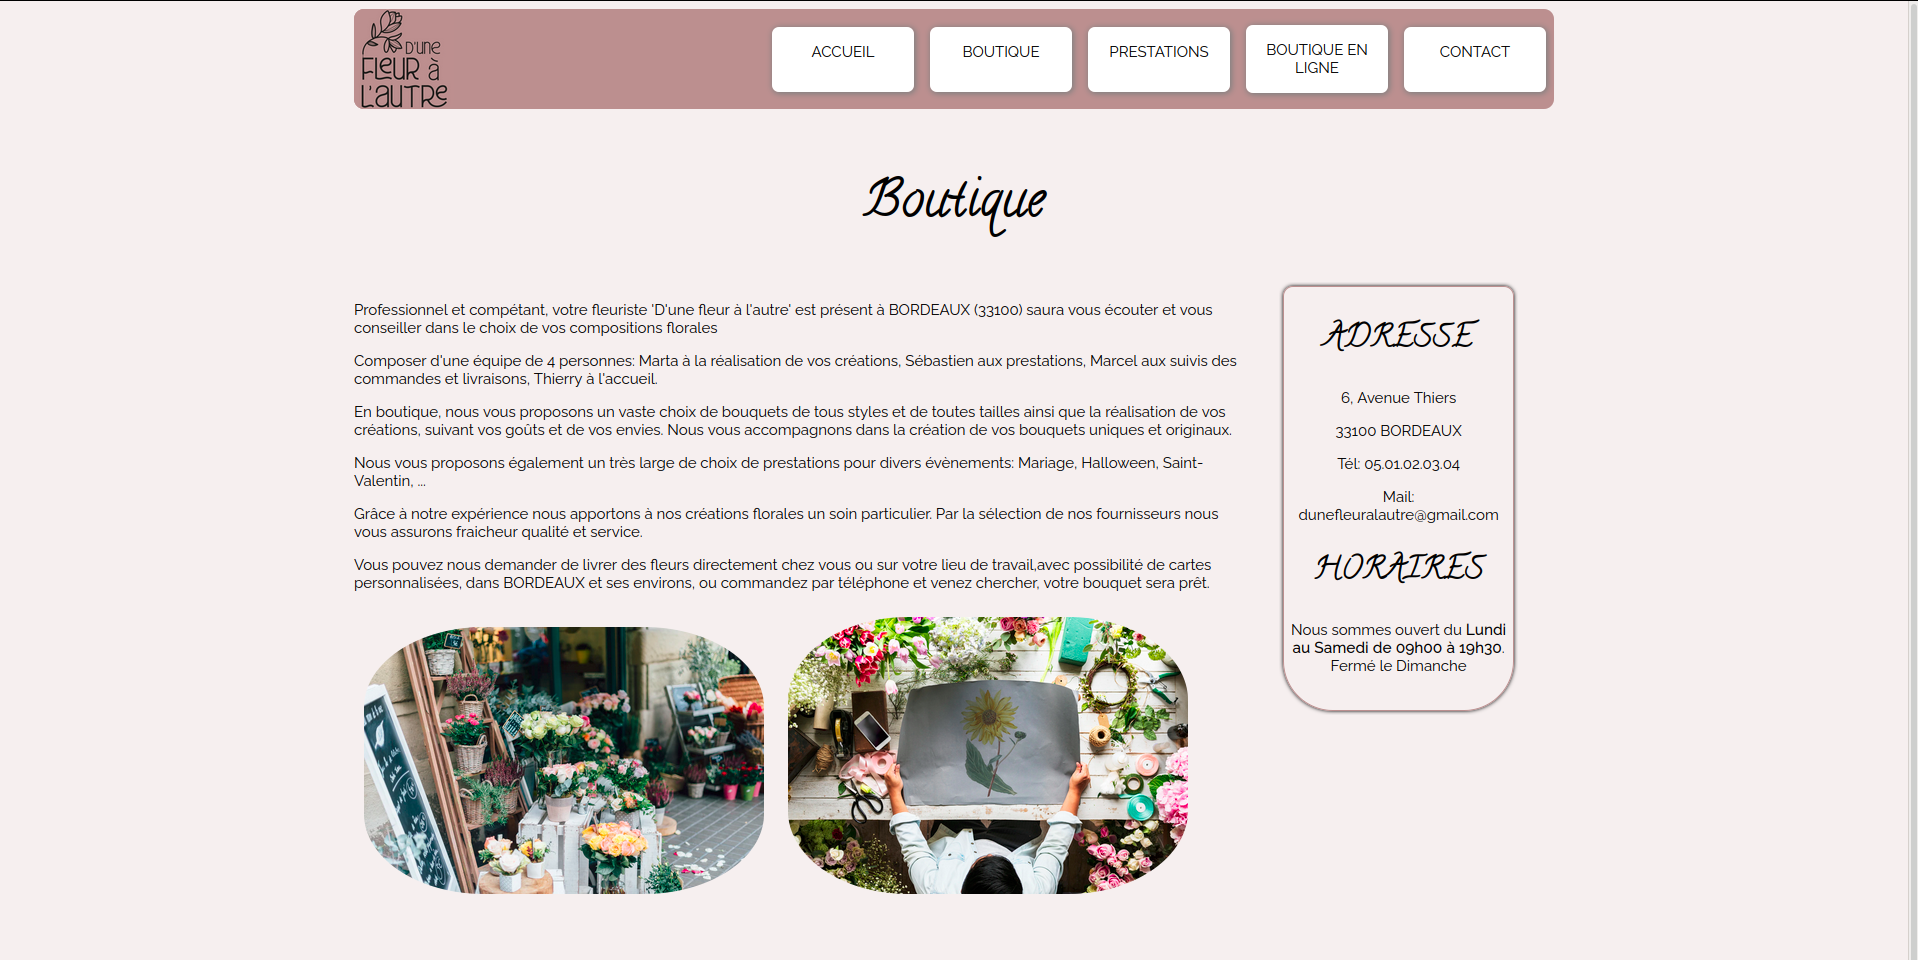 D'UNE
FLEUR à
L'AUTRE
ACCUEIL
BOUTIQUE
PRESTATIONS
BOUTIQUE EN
LIGNE
CONTACT
Boutique
Professionnel et compétant, votre fleuriste 'D'une fleur à l'autre' est présent à BORDEAUX (33100) saura vous écouter et vous
conseiller dans le choix de vos compositions florales
Composer d'une équipe de 4 personnes: Marta à la réalisation de vos créations, Sébastien aux prestations, Marcel aux suivis des
commandes et livraisons, Thierry à l'accueil.
En boutique, nous vous proposons un vaste choix de bouquets de tous styles et de toutes tailles ainsi que la réalisation de vos
créations, suivant vos goûts et de vos envies. Nous vous accompagnons dans la création de vos bouquets uniques et originaux.
Nous vous proposons également un très large de choix de prestations pour divers évènements: Mariage, Halloween, Saint-
Valentin, ...
Grâce à notre expérience nous apportons à nos créations florales un soin particulier. Par la sélection de nos fournisseurs nous
vous assurons fraicheur qualité et service.
Vous pouvez nous demander de livrer des fleurs directement chez vous ou sur votre lieu de travail,avec possibilité de cartes
personnalisées, dans BORDEAUX et ses environs, ou commandez par téléphone et venez chercher, votre bouquet sera prêt.
ADRESSE
6, Avenue Thiers
33100 BORDEAUX
Tél: 05.01.02.03.04
Mail:
dunefleuralautre@gmail.com
HORAIRES
Nous sommes ouvert du Lundi
au Samedi de 09h00 à 19h30.
Fermé le Dimanche